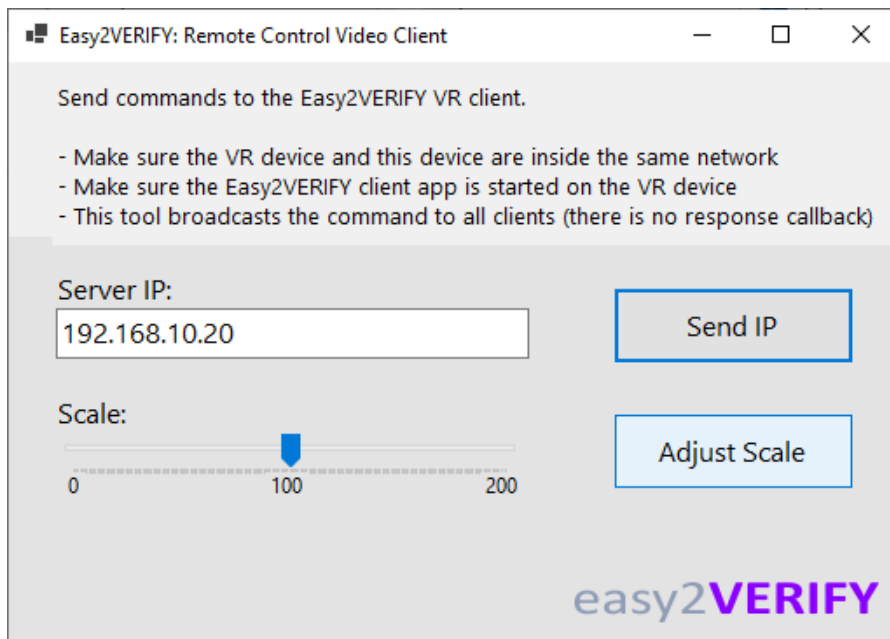 Easy2VERIFY: Remote Control Video Client
Send commands to the Easy2VERIFY VR client.
- Make sure the VR device and this device are inside the same network
- Make sure the Easy2VERIFY client app is started on the VR device
- This tool broadcasts the command to all clients (there is no response callback)
Server IP:
192.168.10.20
Send IP
Scale:
0 100 200
Adjust Scale
easy2VERIFY